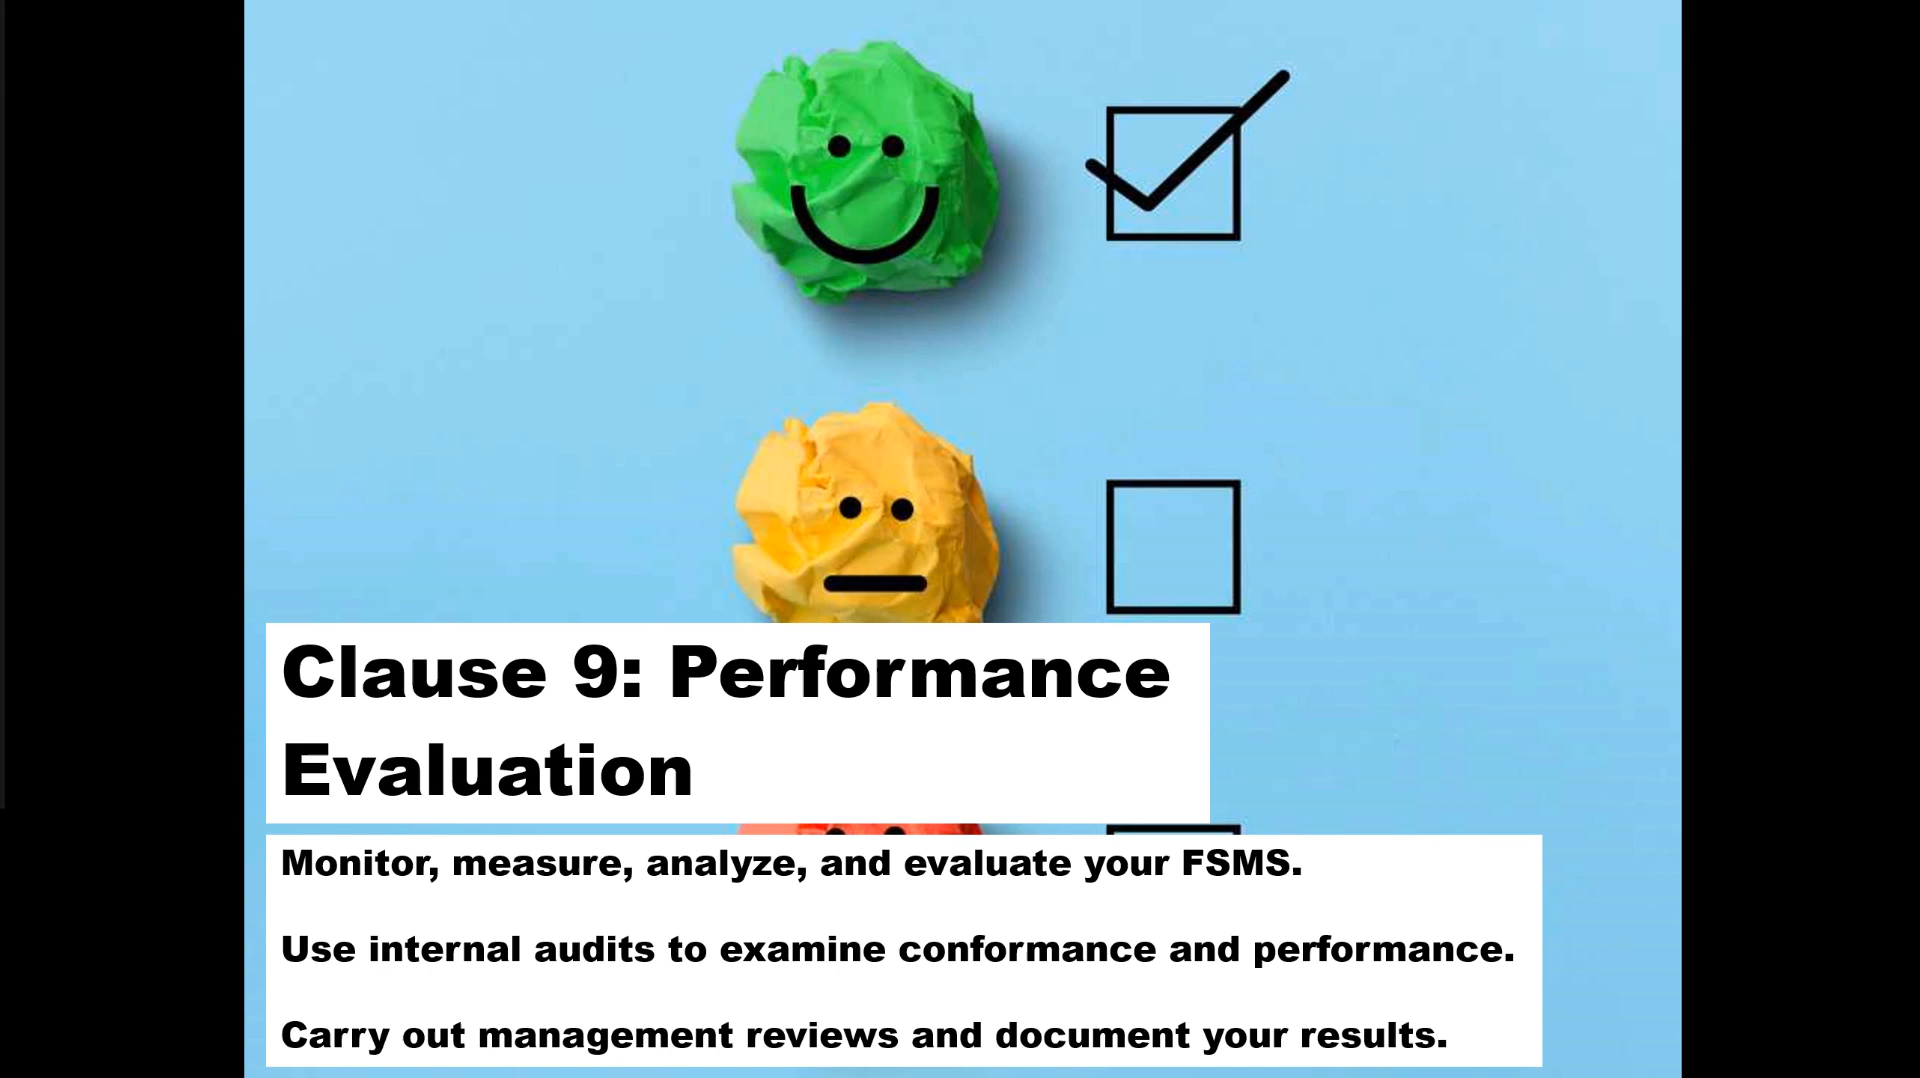 Clause 9: Performance
Evaluation
Monitor, measure, analyze, and evaluate your FSMS.
Use internal audits to examine conformance and performance.
Carry out management reviews and document your results.